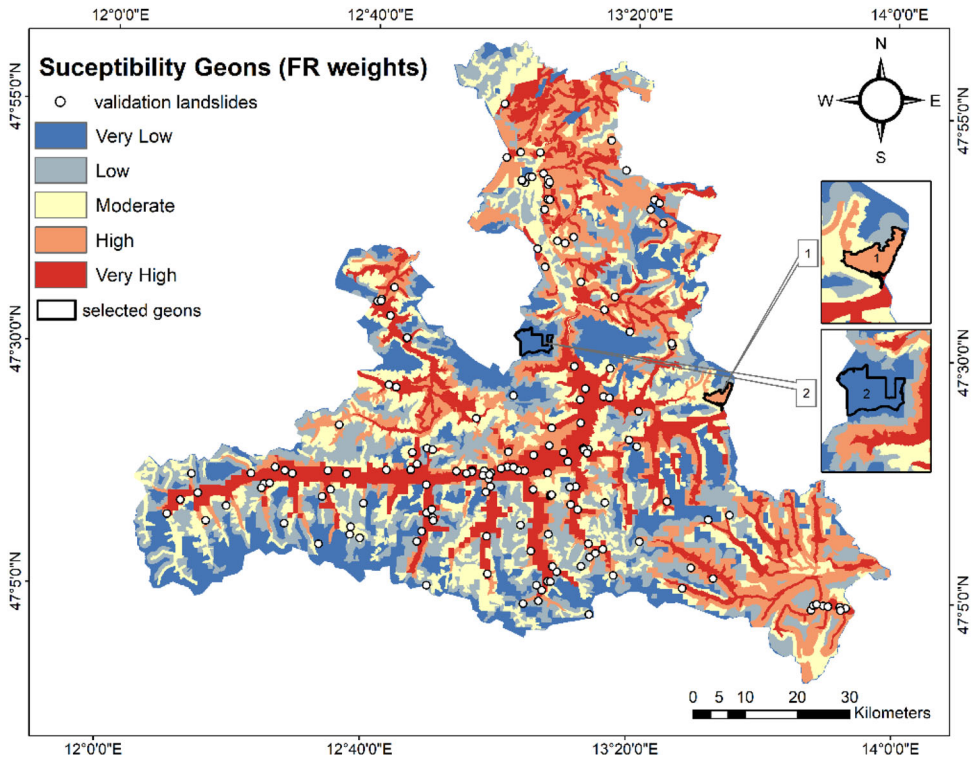 12°0'0"E
12°40'0"E
13°20'0"E
14°0'0"E
Suceptibility Geons (FR weights)
validation landslides
Very Low
Low
Moderate
High
Very High
selected geons
N
W
E
S
47°55'0"N
47°55'0"N
1
1
47°30'0"N
47°30'0"N
2
2
47°5'0"N
47°5'0"N
0 5 10 20 30
Kilometers
12°0'0"E
12°40'0"E
13°20'0"E
14°0'0"E